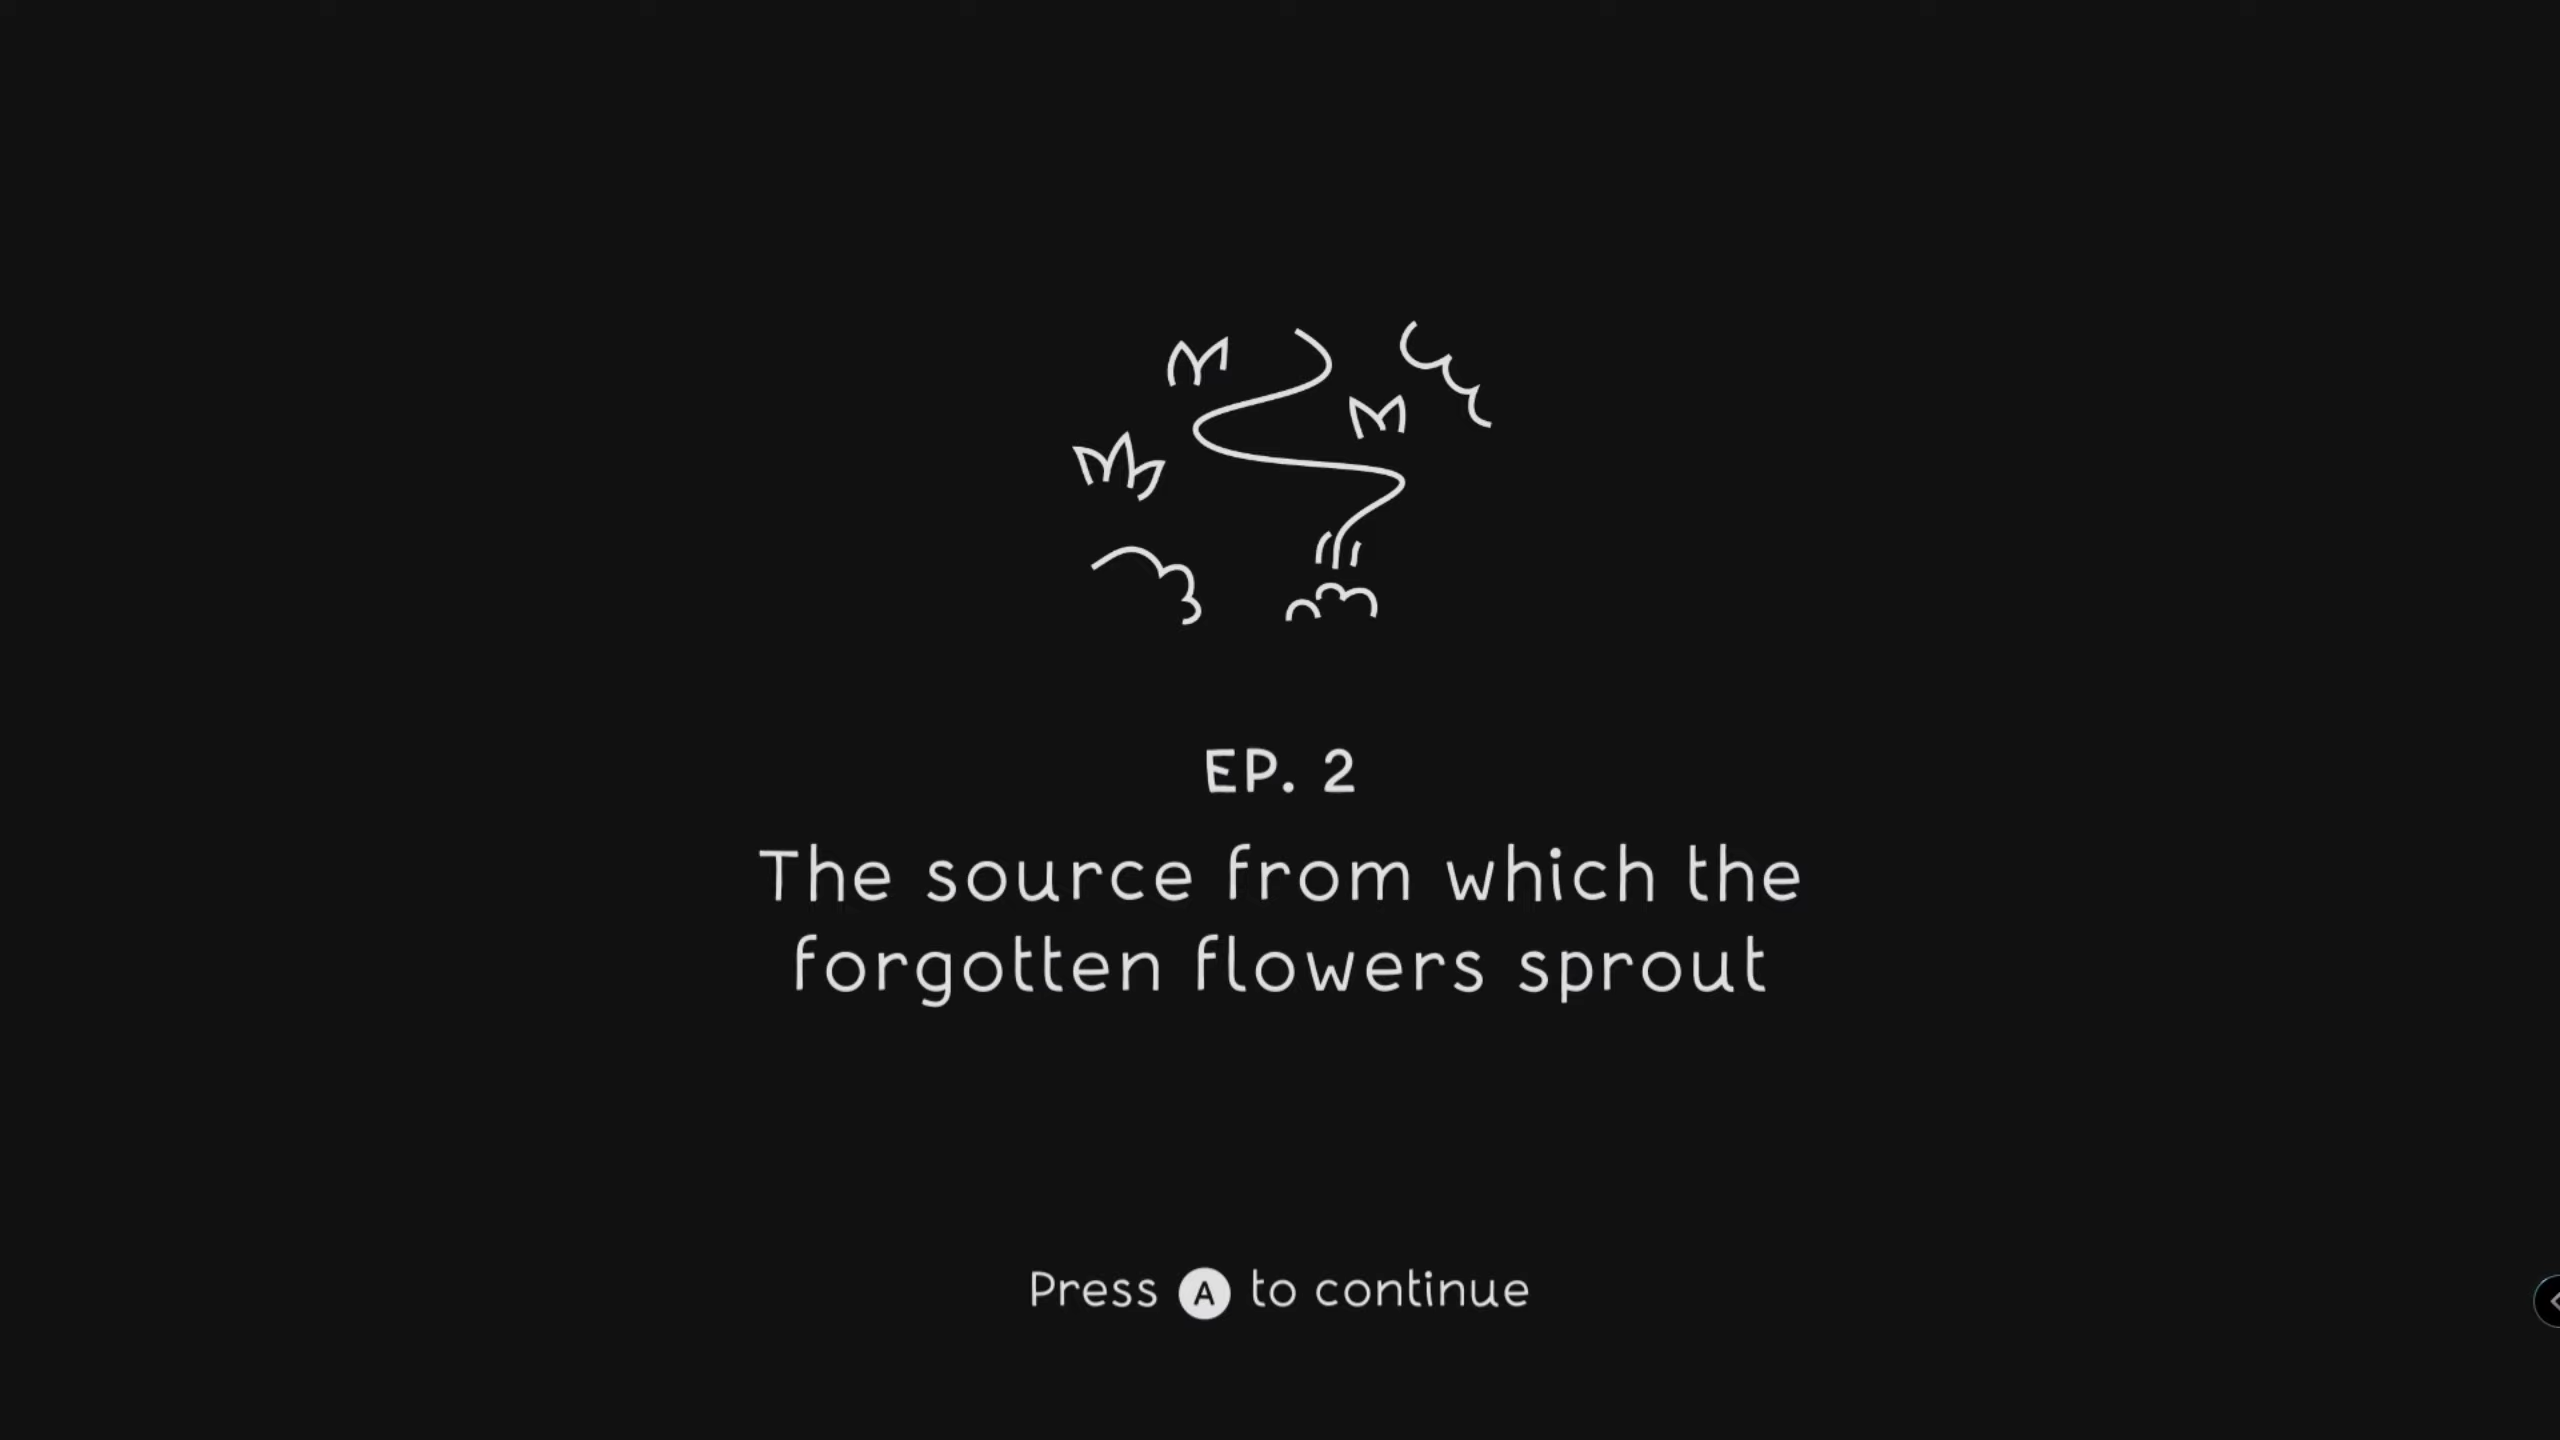 EP. 2
The source from which the
forgotten flowers sprout
Press A to continue